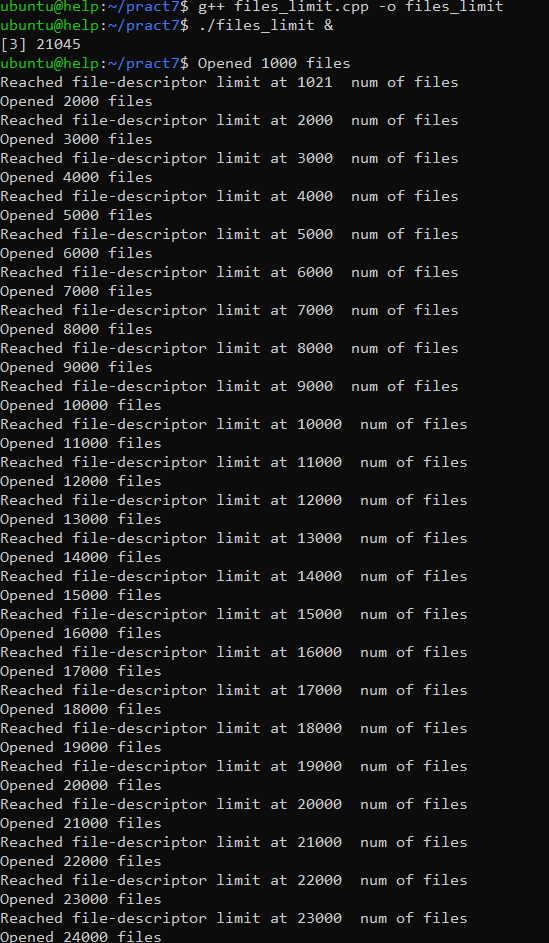 ubuntu@help:~/pract7$ g++ files_limit.cpp -o files_limit
ubuntu@help:~/pract7$ ./files_limit &
[3] 21045
ubuntu@help:~/pract7$ Opened 1000 files
Reached file-descriptor limit at 1021  num of files
Opened 2000 files
Reached file-descriptor limit at 2000  num of files
Opened 3000 files
Reached file-descriptor limit at 3000  num of files
Opened 4000 files
Reached file-descriptor limit at 4000  num of files
Opened 5000 files
Reached file-descriptor limit at 5000  num of files
Opened 6000 files
Reached file-descriptor limit at 6000  num of files
Opened 7000 files
Reached file-descriptor limit at 7000  num of files
Opened 8000 files
Reached file-descriptor limit at 8000  num of files
Opened 9000 files
Reached file-descriptor limit at 9000  num of files
Opened 10000 files
Reached file-descriptor limit at 10000  num of files
Opened 11000 files
Reached file-descriptor limit at 11000  num of files
Opened 12000 files
Reached file-descriptor limit at 12000  num of files
Opened 13000 files
Reached file-descriptor limit at 13000  num of files
Opened 14000 files
Reached file-descriptor limit at 14000  num of files
Opened 15000 files
Reached file-descriptor limit at 15000  num of files
Opened 16000 files
Reached file-descriptor limit at 16000  num of files
Opened 17000 files
Reached file-descriptor limit at 17000  num of files
Opened 18000 files
Reached file-descriptor limit at 18000  num of files
Opened 19000 files
Reached file-descriptor limit at 19000  num of files
Opened 20000 files
Reached file-descriptor limit at 20000  num of files
Opened 21000 files
Reached file-descriptor limit at 21000  num of files
Opened 22000 files
Reached file-descriptor limit at 22000  num of files
Opened 23000 files
Reached file-descriptor limit at 23000  num of files
Opened 24000 files